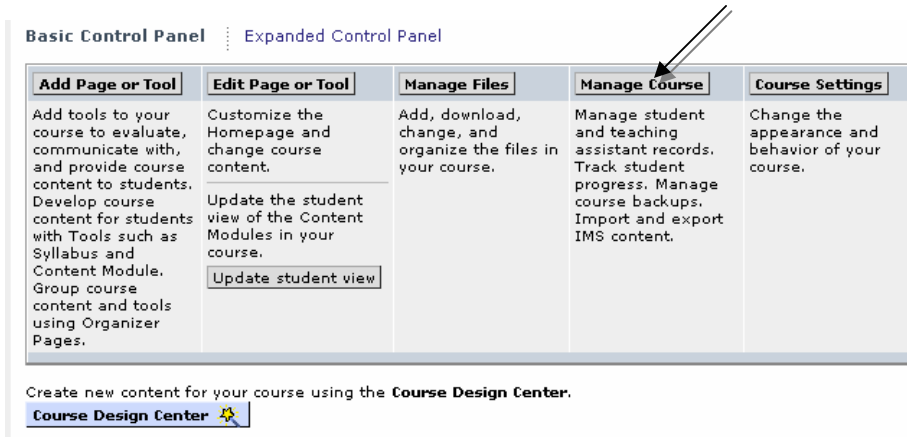 Basic Control Panel
Expanded Control Panel
Add Page or Tool
Edit Page or Tool
Manage Files
Manage Course
Course Settings
Add tools to your
course to evaluate,
communicate with,
and provide course
content to students.
Develop course
content for students
with Tools such as
Syllabus and
Content Module.
Group course
content and tools
using Organizer
Pages.
Customize the
Homepage and
change course
content.
Update the student
view of the Content
Modules in your
course.
Update student view
Add, download,
change, and
organize the files in
your course.
Manage student
and teaching
assistant records.
Track student
progress. Manage
course backups.
Import and export
IMS content.
Change the
appearance and
behavior of your
course.
Create new content for your course using the Course Design Center.
Course Design Center